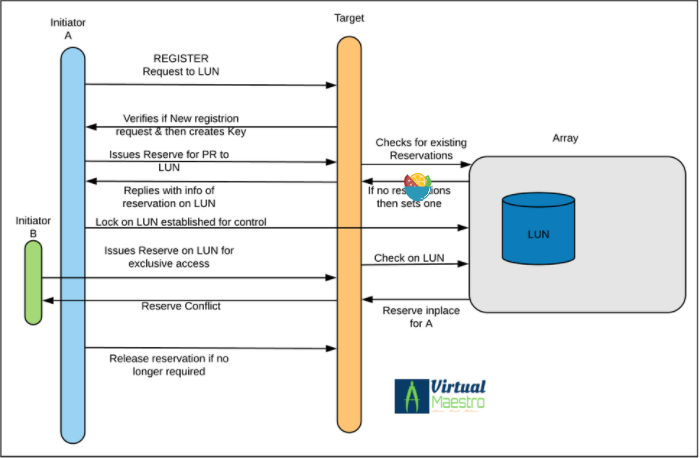 Initiator
A
Target
REGISTER
Request to LUN
Verifies if New registrion
request & then creates Key
Checks for existing
Reservations
Array
Issues Reserve for PR to
LUN
Replies with info of
reservation on LUN
If no
then sets one
Initiator
B
Lock on LUN established for control
LUN
Issues Reserve on LUN for
exclusive access
Check on LUN
Reserve Conflict
Reserve inplace
for A
Release reservation if no
longer required
Virtual
Maestro